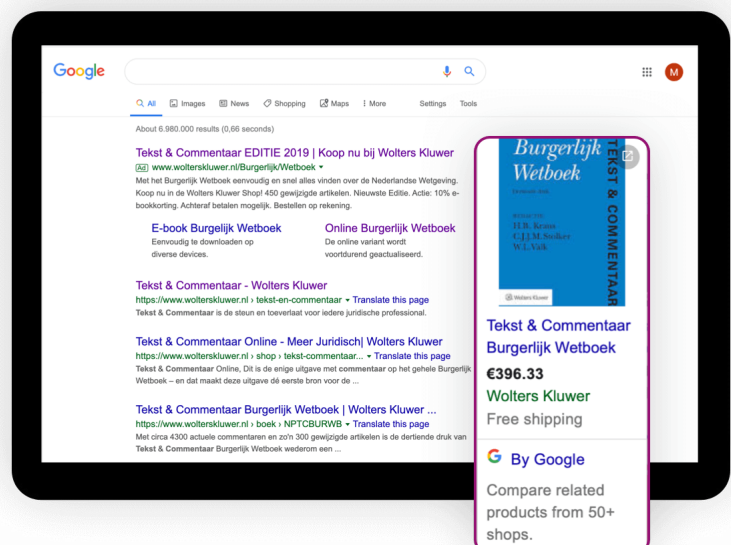 Google
M
All Images News Shopping Maps More Settings Tools
About 6.980.000 results (0,66 seconds)
Tekst & Commentaar EDITIE 2019 | Koop nu bij Wolters Kluwer
Ad www.wolterskluwer.nl/Burgerlijk/Wetboek
Met het Burgerlijk Wetboek eenvoudig en snel alles vinden over de Nederlandse Wetgeving.
Koop nu in de Wolters Kluwer Shop! 450 gewijzigde artikelen. Nieuwste Editie. Actie: 10% e-
bookkorting. Achteraf betalen mogelijk. Bestellen op rekening.
E-book Burgelijk Wetboek
Eenvoudig te downloaden op
diverse devices.
Online Burgerlijk Wetboek
De online variant wordt
voortdurend geactualiseerd.
Tekst & Commentaar - Wolters Kluwer
https://www.wolterskluwer.nl › tekst-en-commentaar Translate this page
Tekst & Commentaar is de steun en toeverlaat voor iedere juridische professional.
Tekst & Commentaar Online - Meer Juridisch| Wolters Kluwer
https://www.wolterskluwer.nl › shop › tekst-commentaar... Translate this page
Tekst & Commentaar Online, Dit is de enige uitgave met commentaar op het gehele Burgerlijk
Wetboek – en dat maakt deze uitgave dé eerste bron voor de ...
Tekst & Commentaar Burgerlijk Wetboek | Wolters Kluwer ...
https://www.wolterskluwer.nl › boek › NPTCBURWB Translate this page
Met circa 4300 actuele commentaren en zo'n 300 gewijzigde artikelen is de dertiende druk van
Tekst & Commentaar Burgerlijk Wetboek wederom een ...
Burgerlijk
Wetboek
TEKST & COMMENTAAR
H.B. Krans
C.J.J.M. Stolker
W.L. Valk
Wolters Kluwer
Tekst & Commentaar
Burgerlijk Wetboek
€396.33
Wolters Kluwer
Free shipping
G By Google
Compare related
products from 50+
shops.